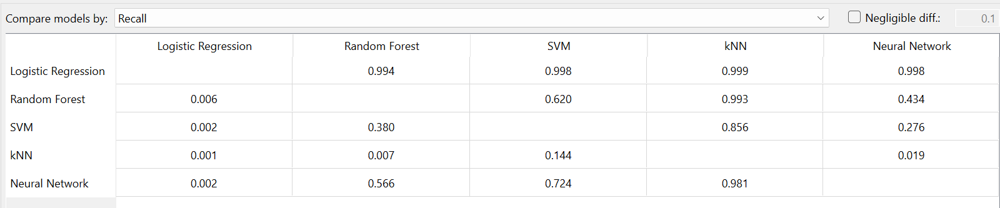 Compare models by: Recall Negligible diff.: 0.1
Logistic Regression Random Forest SVM kNN Neural Network
Logistic Regression 0.994 0.998 0.999 0.998
Random Forest 0.006 0.620 0.993 0.434
SVM 0.002 0.380 0.856 0.276
kNN 0.001 0.007 0.144 0.019
Neural Network 0.002 0.566 0.724 0.981